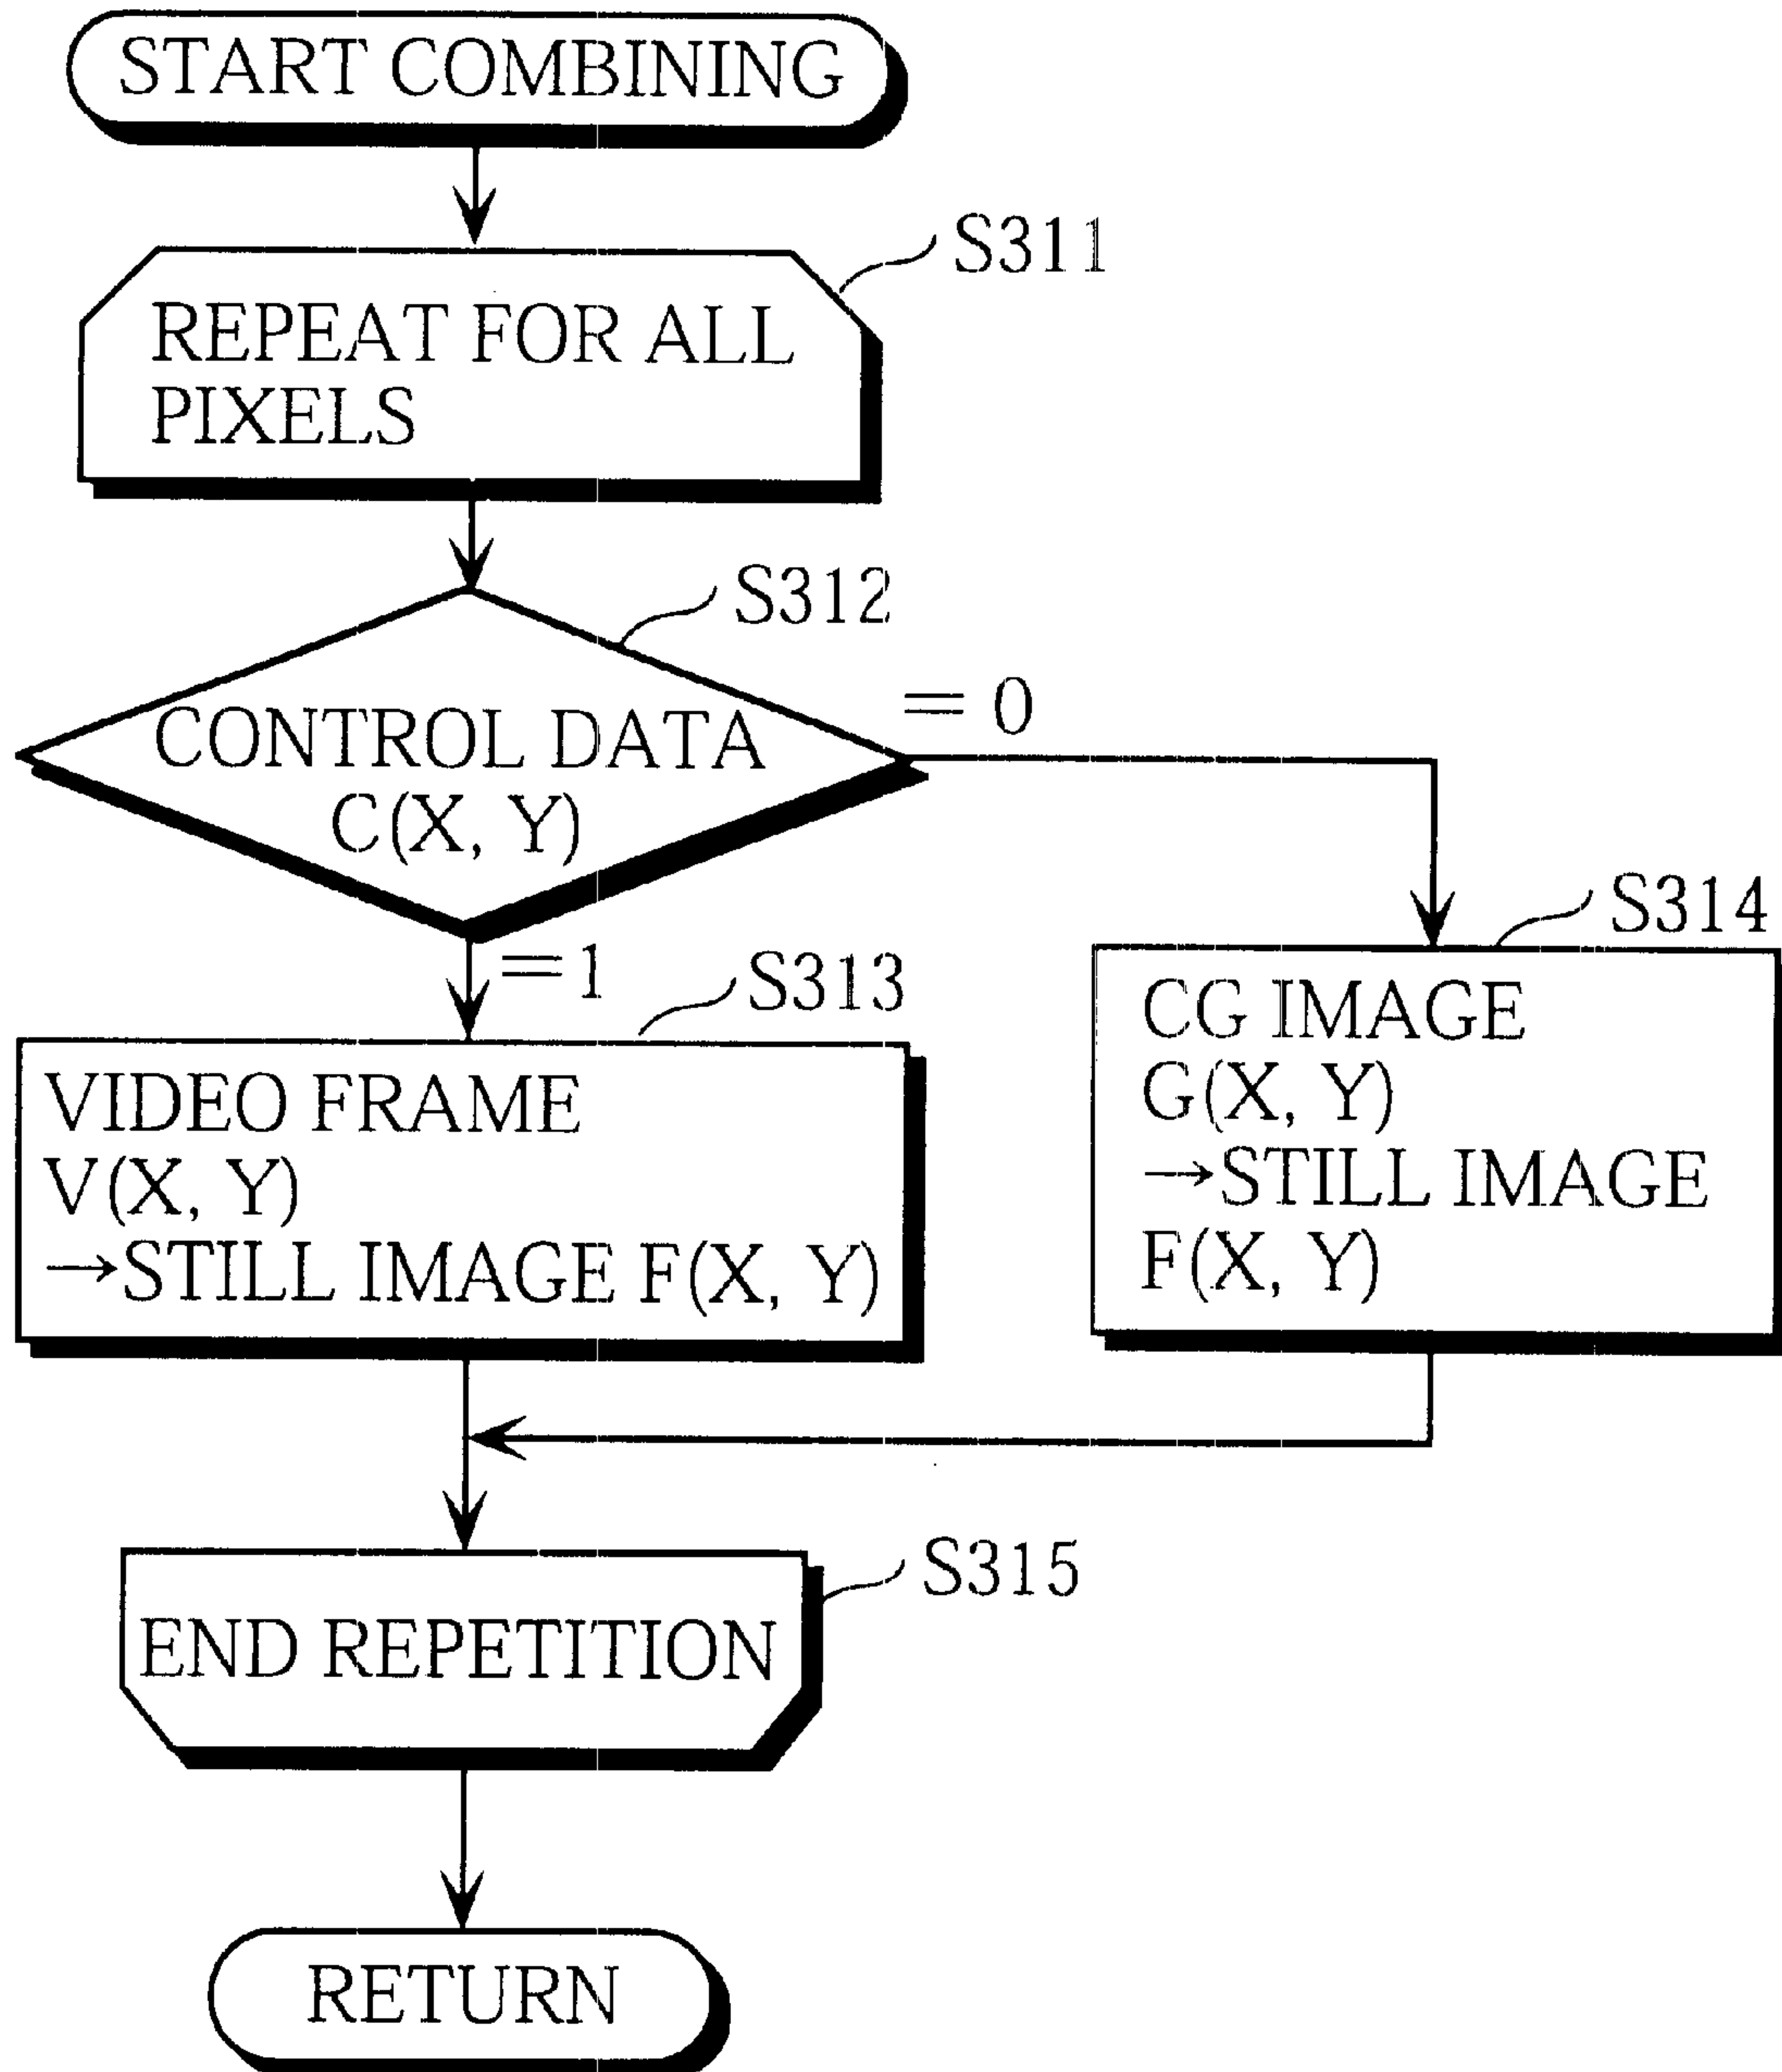 START COMBINING
S311
REPEAT FOR ALL
PIXELS
S312
CONTROL DATA
C(X, Y)
=0
=1
S313
VIDEO FRAME
V(X, Y)
→STILL IMAGE F(X, Y)
S314
CG IMAGE
G(X, Y)
→STILL IMAGE
F(X, Y)
S315
END REPETITION
RETURN